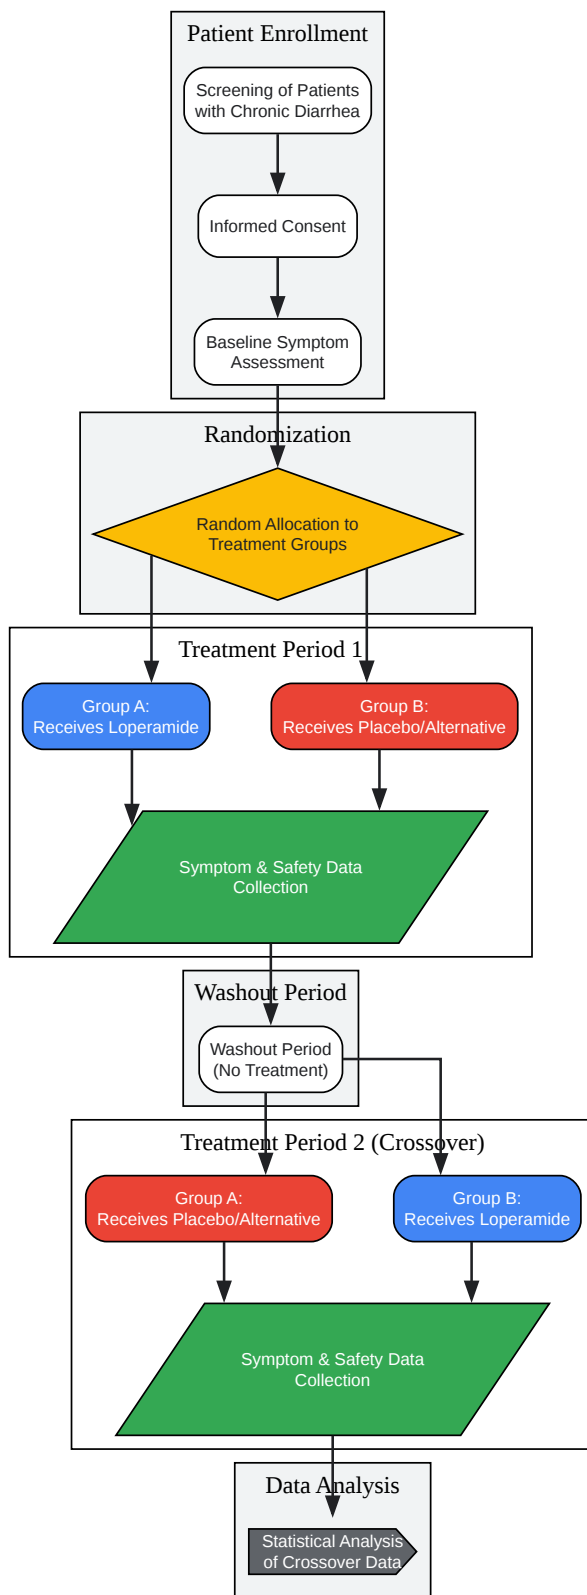 Patient Enrollment
Screening of Patients
with Chronic Diarrhea
Informed Consent
Baseline Symptom
Assessment
Randomization
Random Allocation to
Treatment Groups
Treatment Period 1
Group A:
Receives Loperamide
Group B:
Receives Placebo/Alternative
Symptom & Safety Data
Collection
Washout Period
Washout Period
(No Treatment)
Treatment Period 2 (Crossover)
Group A:
Receives Placebo/Alternative
Group B:
Receives Loperamide
Symptom & Safety Data
Collection
Data Analysis
Statistical Analysis
of Crossover Data